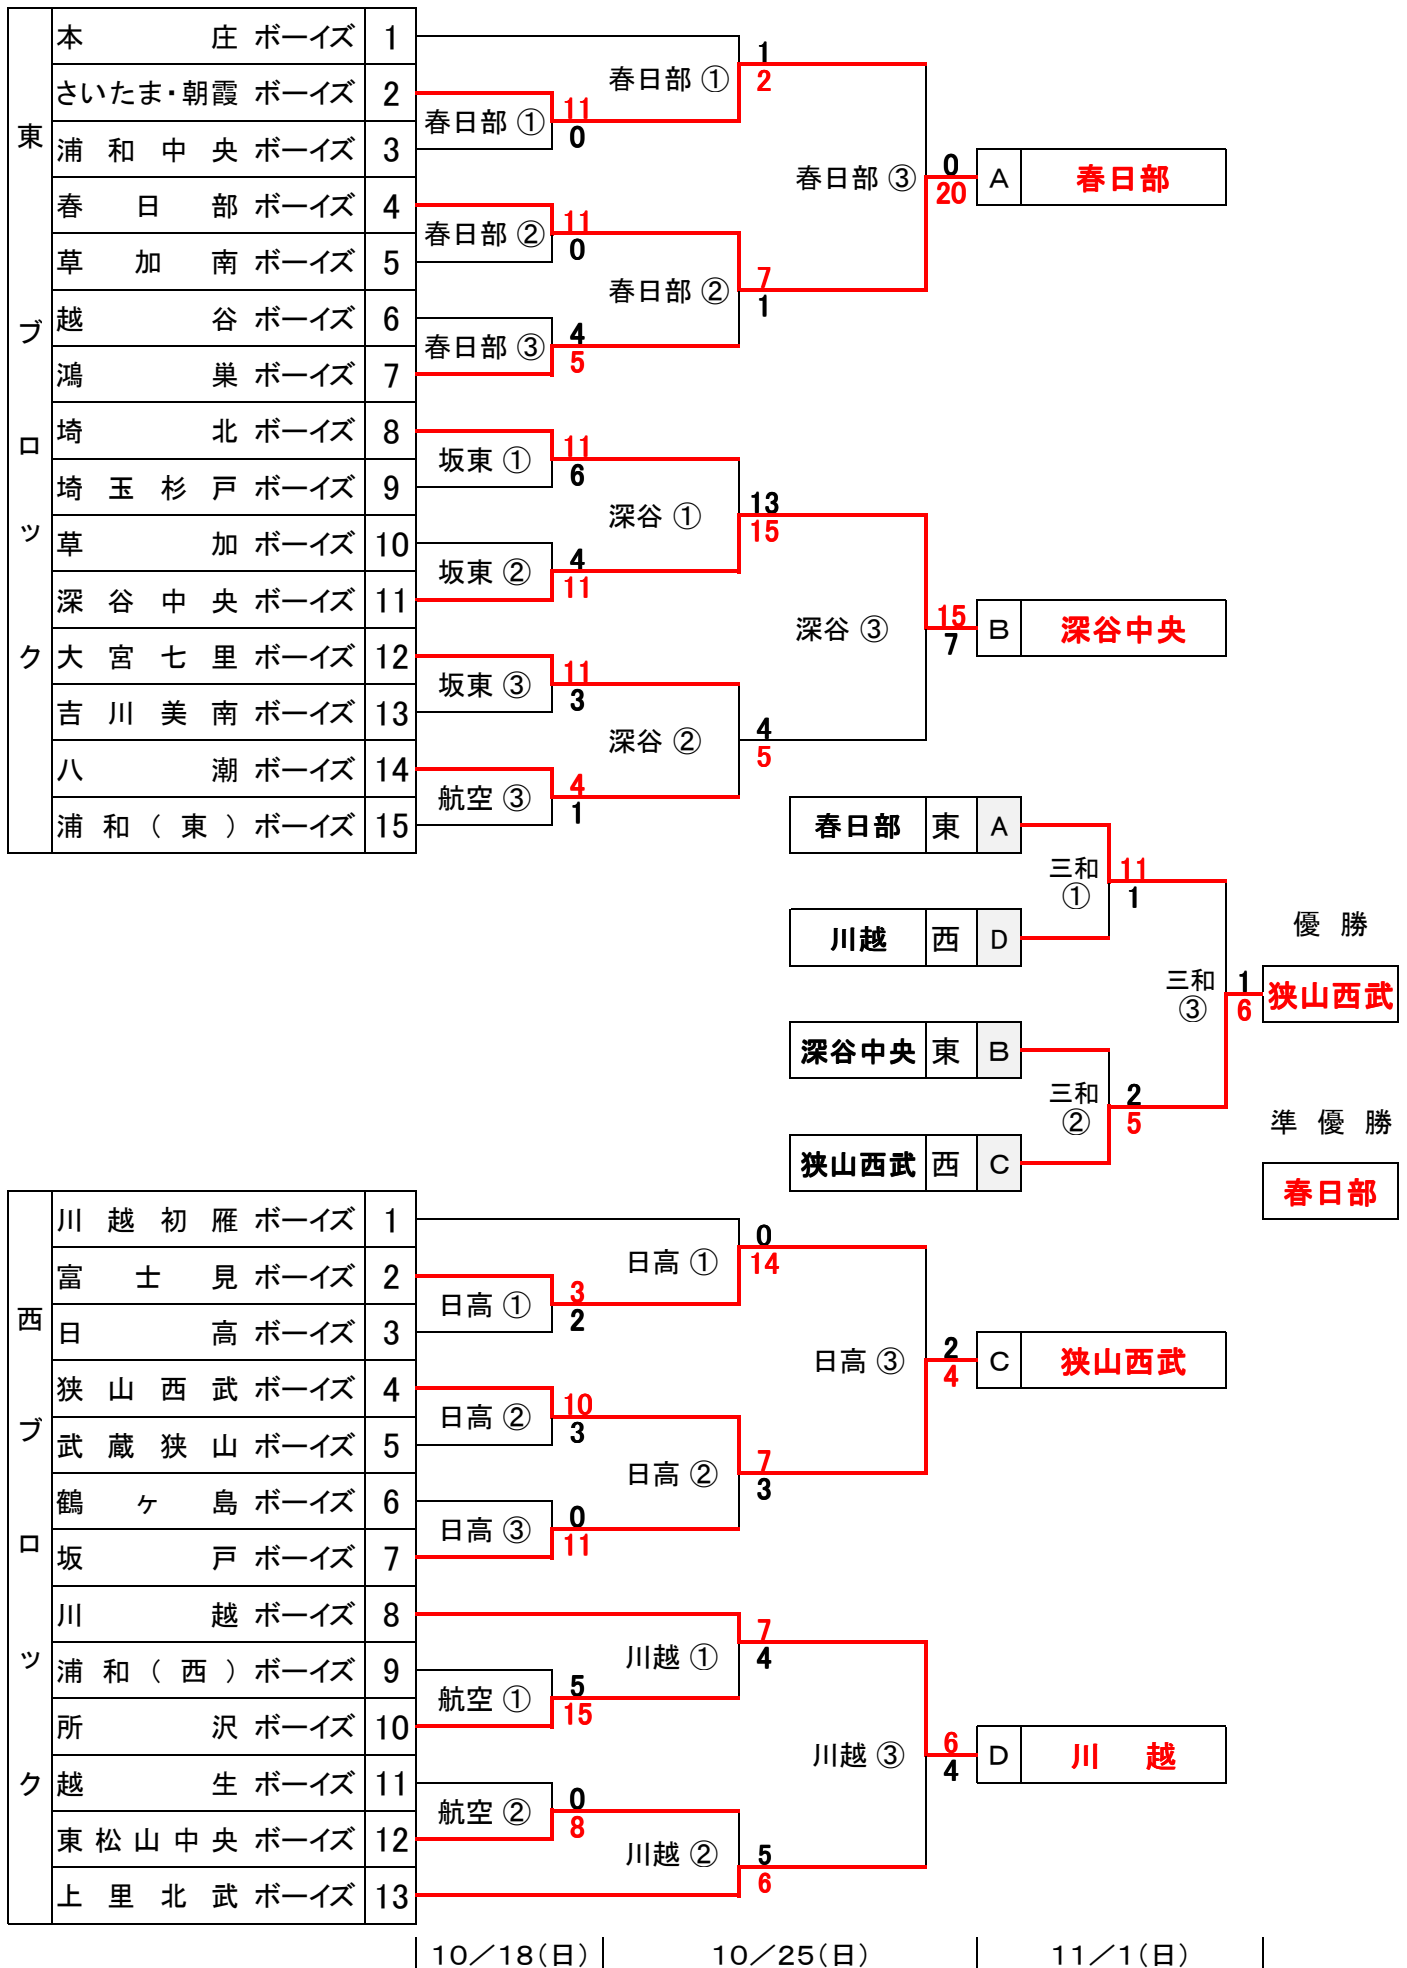 東ブロック
本庄ボーイズ 1
さいたま・朝霞ボーイズ 2
浦和中央ボーイズ 3
春日部ボーイズ 4
草加南ボーイズ 5
越谷ボーイズ 6
鴻巣ボーイズ 7
埼北ボーイズ 8
埼玉杉戸ボーイズ 9
草加ボーイズ 10
深谷中央ボーイズ 11
大宮七里ボーイズ 12
吉川美南ボーイズ 13
八潮ボーイズ 14
浦和(東)ボーイズ 15
春日部 ① 11 0
春日部 ② 11 0
春日部 ③ 4 5
坂東 ① 11 6
坂東 ② 4 11
坂東 ③ 11 3
航空 ③ 4 1
春日部 ① 1 2
春日部 ② 7 1
深谷 ① 13 15
深谷 ② 4 5
春日部 ③ 0 20
A 春日部
深谷 ③ 15 7
B 深谷中央
春日部 東 A
川越 西 D
深谷中央 東 B
狭山西武 西 C
三和 ① 11 1
三和 ② 2 5
三和 ③ 1 6
優勝
狭山西武
準優勝
春日部
西ブロック
川越初雁ボーイズ 1
富士見ボーイズ 2
日高ボーイズ 3
狭山西武ボーイズ 4
武蔵狭山ボーイズ 5
鶴ヶ島ボーイズ 6
坂戸ボーイズ 7
川越ボーイズ 8
浦和(西)ボーイズ 9
所沢ボーイズ 10
越生ボーイズ 11
東松山中央ボーイズ 12
上里北武ボーイズ 13
日高 ① 3 2
日高 ② 10 3
日高 ③ 0 11
航空 ① 5 15
航空 ② 0 8
日高 ① 0 14
日高 ② 7 3
川越 ① 7 4
川越 ② 5 6
日高 ③ 2 4
C 狭山西武
川越 ③ 6 4
D 川越
10/18(日) 10/25(日) 11/1(日)